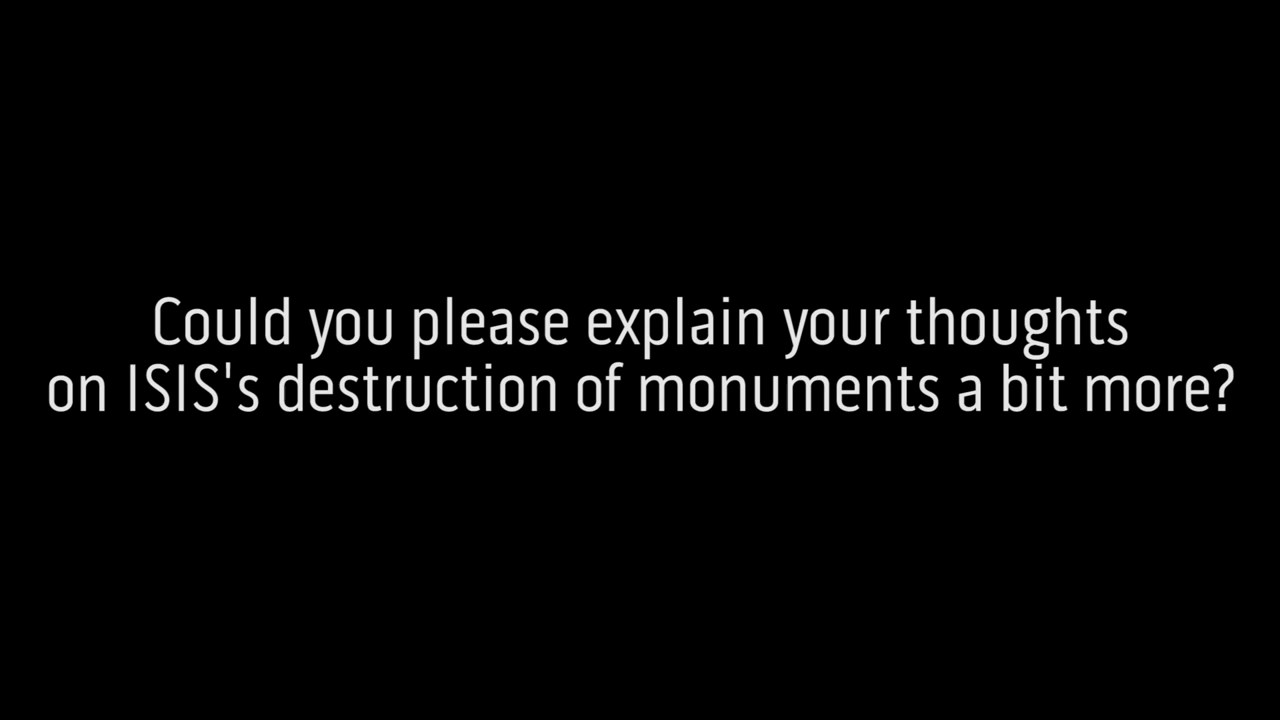 Could you please explain your thoughts
on ISIS's destruction of monuments a bit more?